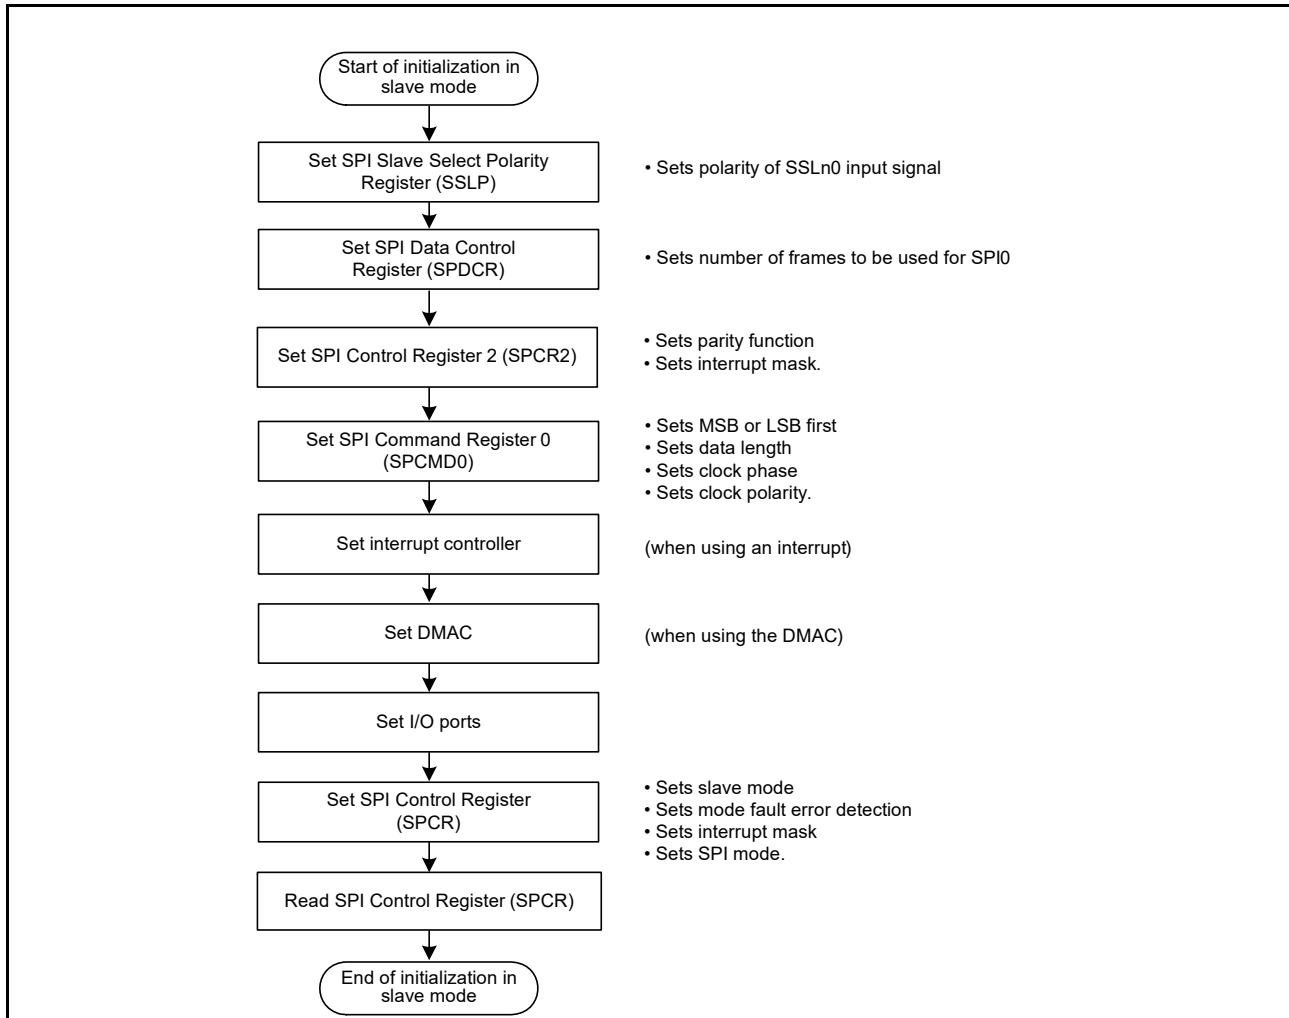 Start of initialization in
slave mode
Set SPI Slave Select Polarity
Register (SSLP)
• Sets polarity of SSLn0 input signal
Set SPI Data Control
Register (SPDCR)
• Sets number of frames to be used for SPI0
Set SPI Control Register 2 (SPCR2)
• Sets parity function
• Sets interrupt mask.
Set SPI Command Register 0
(SPCMD0)
• Sets MSB or LSB first
• Sets data length
• Sets clock phase
• Sets clock polarity.
Set interrupt controller
(when using an interrupt)
Set DMAC
(when using the DMAC)
Set I/O ports
Set SPI Control Register
(SPCR)
• Sets slave mode
• Sets mode fault error detection
• Sets interrupt mask
• Sets SPI mode.
Read SPI Control Register (SPCR)
End of initialization in
slave mode